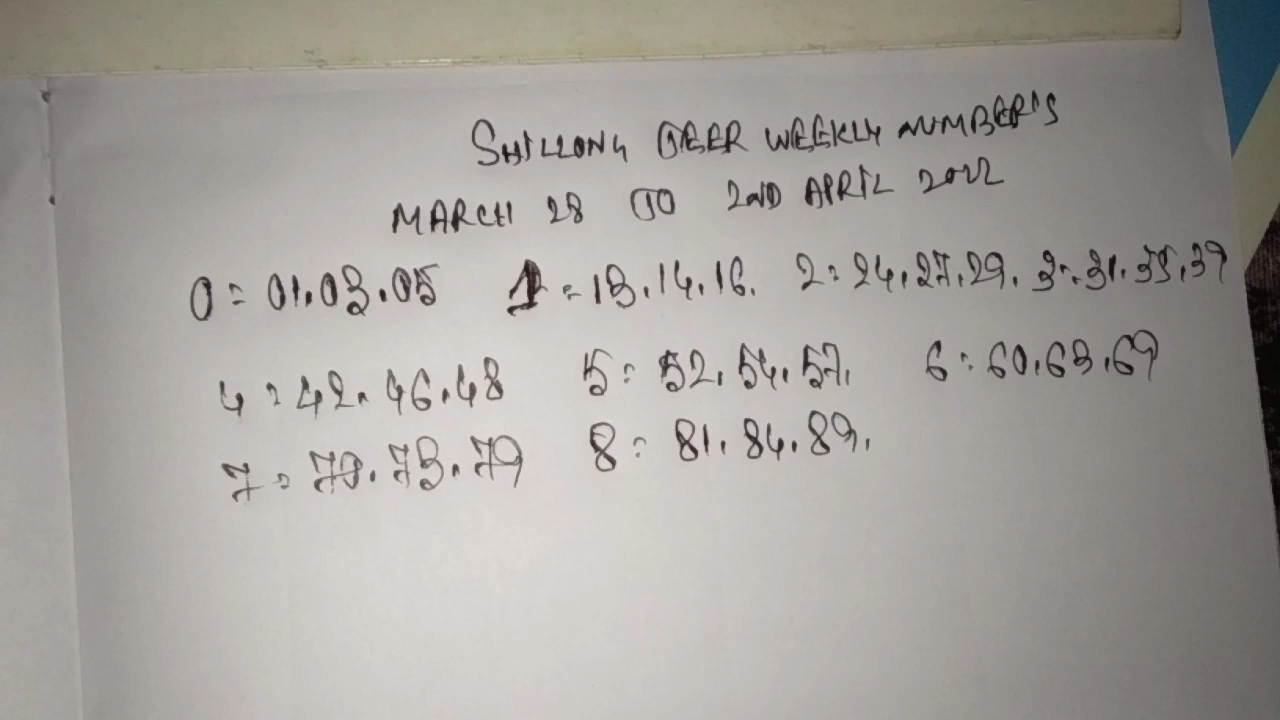 SHILLONG TEER WEEKLY NUMBER'S
MARCH 28 TO 2ND APRIL 2022
0 = 01.03.05 1 = 13.14.16. 2 = 24.27.29. 3 = 31.35.39
4 = 42. 46.48 5 = 52. 54. 57. 6 = 60.63.69
7 = 70.73.79 8 = 81. 84. 89.